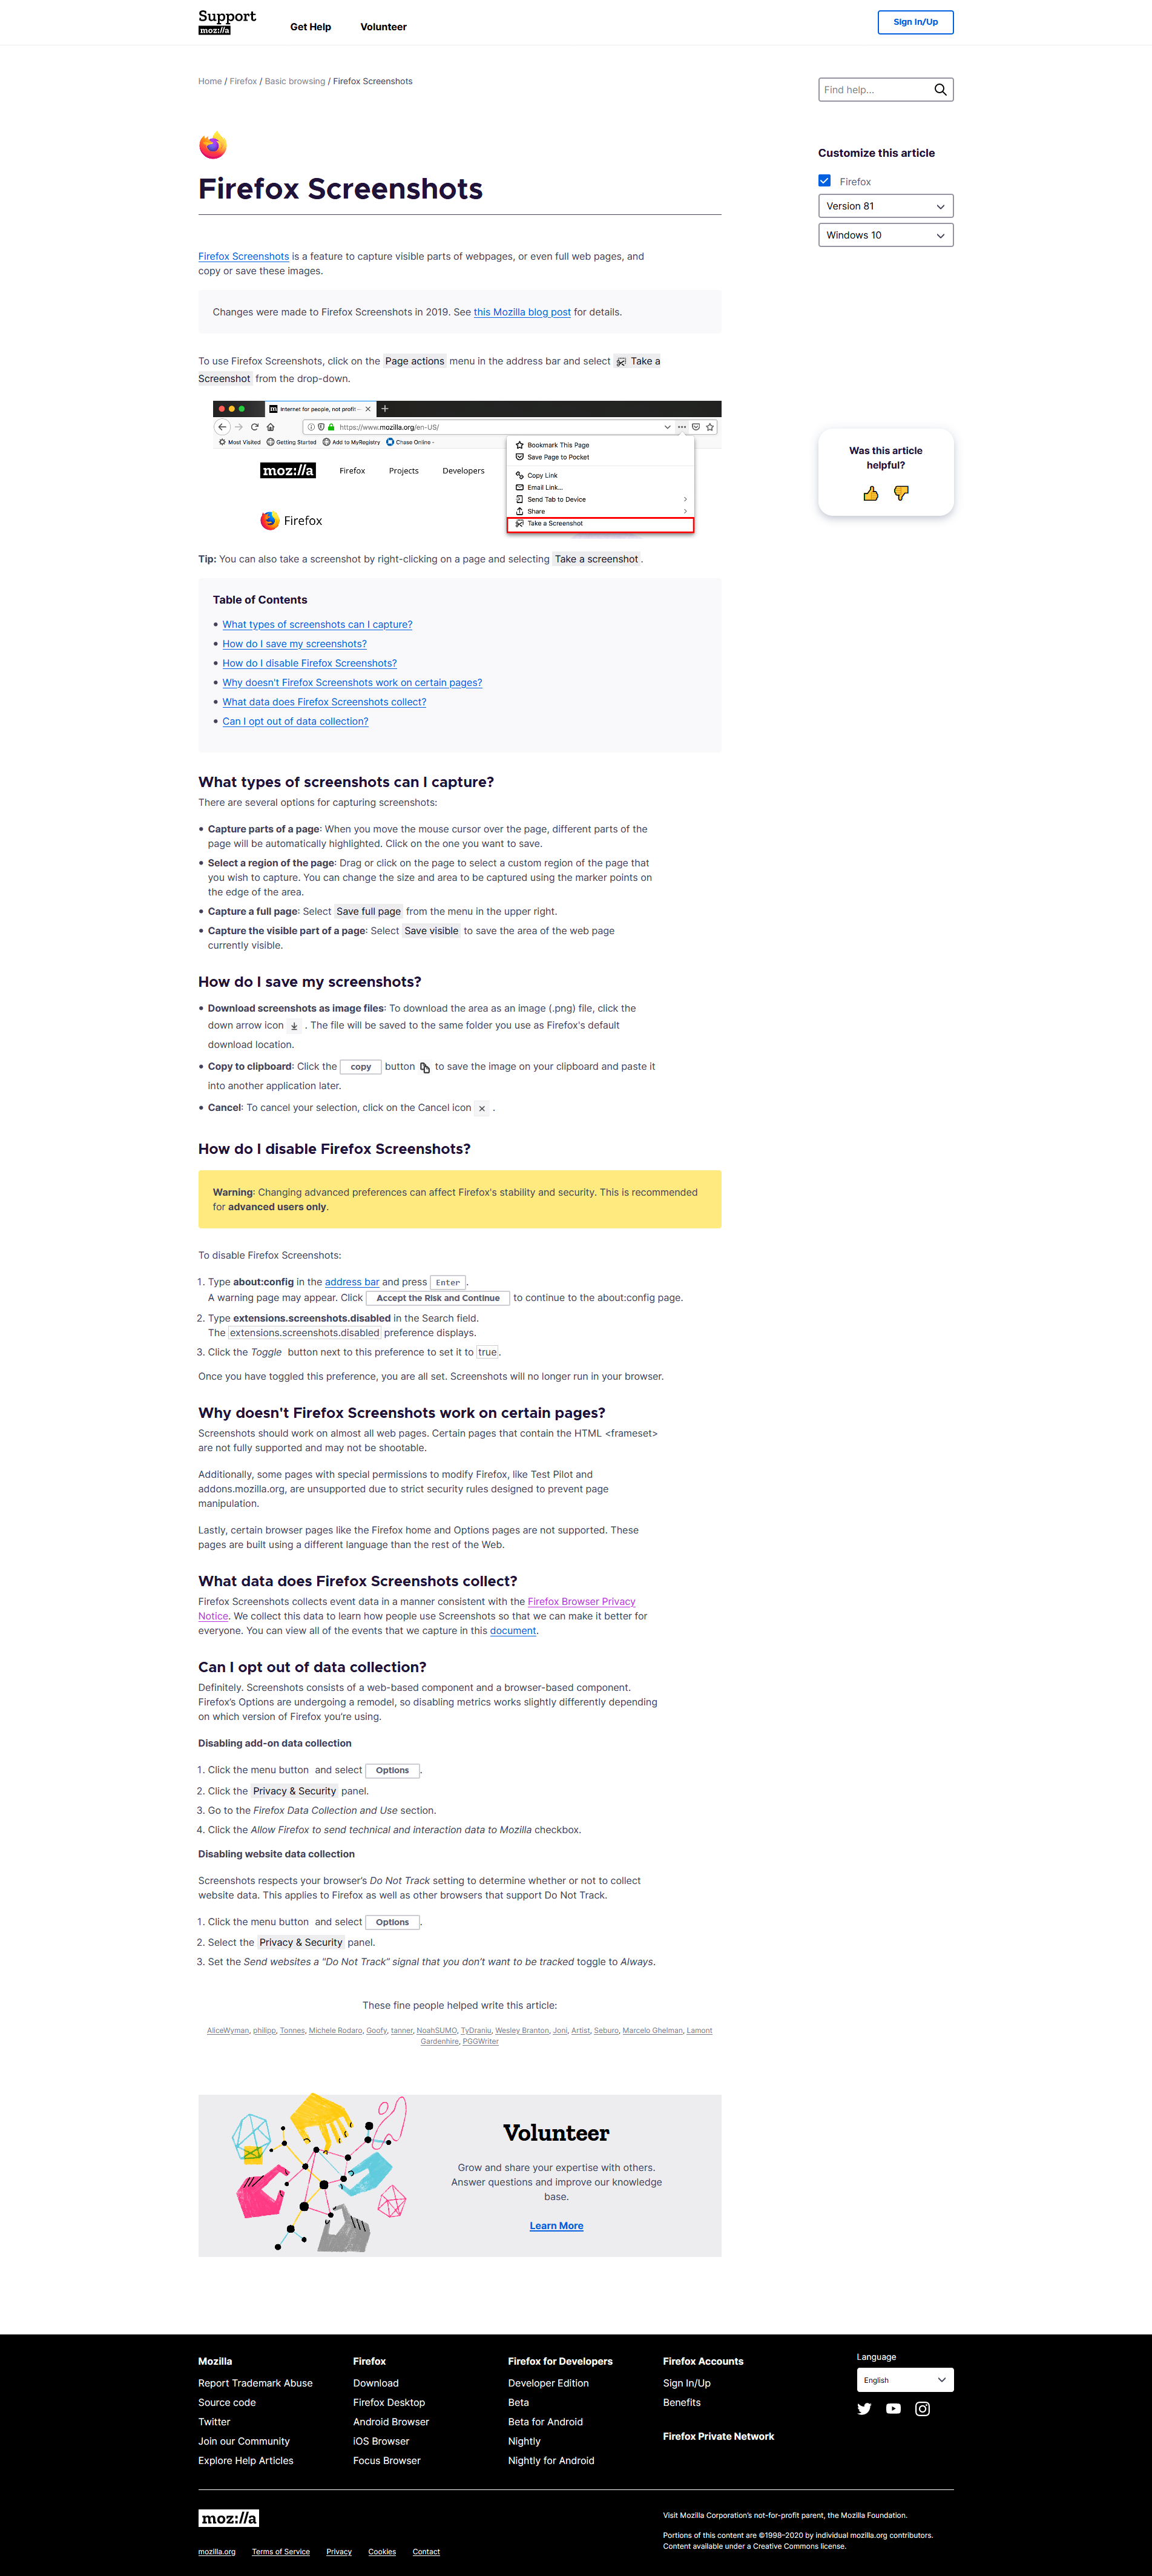 Support
moz://a
Get Help
Volunteer
Sign In/Up
Home / Firefox / Basic browsing / Firefox Screenshots
Find help...
Customize this article
Firefox
Version 81
Windows 10
Firefox Screenshots
Firefox Screenshots is a feature to capture visible parts of webpages, or even full web pages, and
copy or save these images.
Changes were made to Firefox Screenshots in 2019. See this Mozilla blog post for details.
To use Firefox Screenshots, click on the Page actions menu in the address bar and select Take a
Screenshot from the drop-down.
m Internet for people, not profit --
https://www.mozilla.org/en-US/
Most Visited
Getting Started
Add to MyRegistry
Chase Online -
moz://a
Firefox
Projects
Developers
Firefox
Bookmark This Page
Save Page to Pocket
Copy Link
Email Link...
Send Tab to Device
Share
Take a Screenshot
Was this article
helpful?
Tip: You can also take a screenshot by right-clicking on a page and selecting Take a screenshot.
Table of Contents
What types of screenshots can I capture?
How do I save my screenshots?
How do I disable Firefox Screenshots?
Why doesn't Firefox Screenshots work on certain pages?
What data does Firefox Screenshots collect?
Can I opt out of data collection?
What types of screenshots can I capture?
There are several options for capturing screenshots:
Capture parts of a page: When you move the mouse cursor over the page, different parts of the
page will be automatically highlighted. Click on the one you want to save.
Select a region of the page: Drag or click on the page to select a custom region of the page that
you wish to capture. You can change the size and area to be captured using the marker points on
the edge of the area.
Capture a full page: Select Save full page from the menu in the upper right.
Capture the visible part of a page: Select Save visible to save the area of the web page
currently visible.
How do I save my screenshots?
Download screenshots as image files: To download the area as an image (.png) file, click the
down arrow icon . The file will be saved to the same folder you use as Firefox's default
download location.
Copy to clipboard: Click the copy button to save the image on your clipboard and paste it
into another application later.
Cancel: To cancel your selection, click on the Cancel icon .
How do I disable Firefox Screenshots?
Warning: Changing advanced preferences can affect Firefox's stability and security. This is recommended
for advanced users only.
To disable Firefox Screenshots:
1. Type about:config in the address bar and press Enter.
A warning page may appear. Click Accept the Risk and Continue to continue to the about:config page.
2. Type extensions.screenshots.disabled in the Search field.
The extensions.screenshots.disabled preference displays.
3. Click the Toggle button next to this preference to set it to true.
Once you have toggled this preference, you are all set. Screenshots will no longer run in your browser.
Why doesn't Firefox Screenshots work on certain pages?
Screenshots should work on almost all web pages. Certain pages that contain the HTML <frameset>
are not fully supported and may not be shootable.
Additionally, some pages with special permissions to modify Firefox, like Test Pilot and
addons.mozilla.org, are unsupported due to strict security rules designed to prevent page
manipulation.
Lastly, certain browser pages like the Firefox home and Options pages are not supported. These
pages are built using a different language than the rest of the Web.
What data does Firefox Screenshots collect?
Firefox Screenshots collects event data in a manner consistent with the Firefox Browser Privacy
Notice. We collect this data to learn how people use Screenshots so that we can make it better for
everyone. You can view all of the events that we capture in this document.
Can I opt out of data collection?
Definitely. Screenshots consists of a web-based component and a browser-based component.
Firefox's Options are undergoing a remodel, so disabling metrics works slightly differently depending
on which version of Firefox you're using.
Disabling add-on data collection
1. Click the menu button and select Options.
2. Click the Privacy & Security panel.
3. Go to the Firefox Data Collection and Use section.
4. Click the Allow Firefox to send technical and interaction data to Mozilla checkbox.
Disabling website data collection
Screenshots respects your browser's Do Not Track setting to determine whether or not to collect
website data. This applies to Firefox as well as other browsers that support Do Not Track.
1. Click the menu button and select Options.
2. Select the Privacy & Security panel.
3. Set the Send websites a "Do Not Track" signal that you don't want to be tracked toggle to Always.
These fine people helped write this article:
AliceWyman, philipp, Tonnes, Michele Rodaro, Goofy, tanner, NoahSUMO, TyDraniu, Wesley Branton, Joni, Artist, Seburo, Marcelo Ghelman, Lamont
Gardenhire, PGGWriter
Volunteer
Grow and share your expertise with others.
Answer questions and improve our knowledge
base.
Learn More
Mozilla
Report Trademark Abuse
Source code
Twitter
Join our Community
Explore Help Articles
Firefox
Download
Firefox Desktop
Android Browser
iOS Browser
Focus Browser
Firefox for Developers
Developer Edition
Beta
Beta for Android
Nightly
Nightly for Android
Firefox Accounts
Sign In/Up
Benefits
Firefox Private Network
Language
English
moz://a
mozilla.org
Terms of Service
Privacy
Cookies
Contact
Visit Mozilla Corporation's not-for-profit parent, the Mozilla Foundation.
Portions of this content are ©1998–2020 by individual mozilla.org contributors.
Content available under a Creative Commons license.